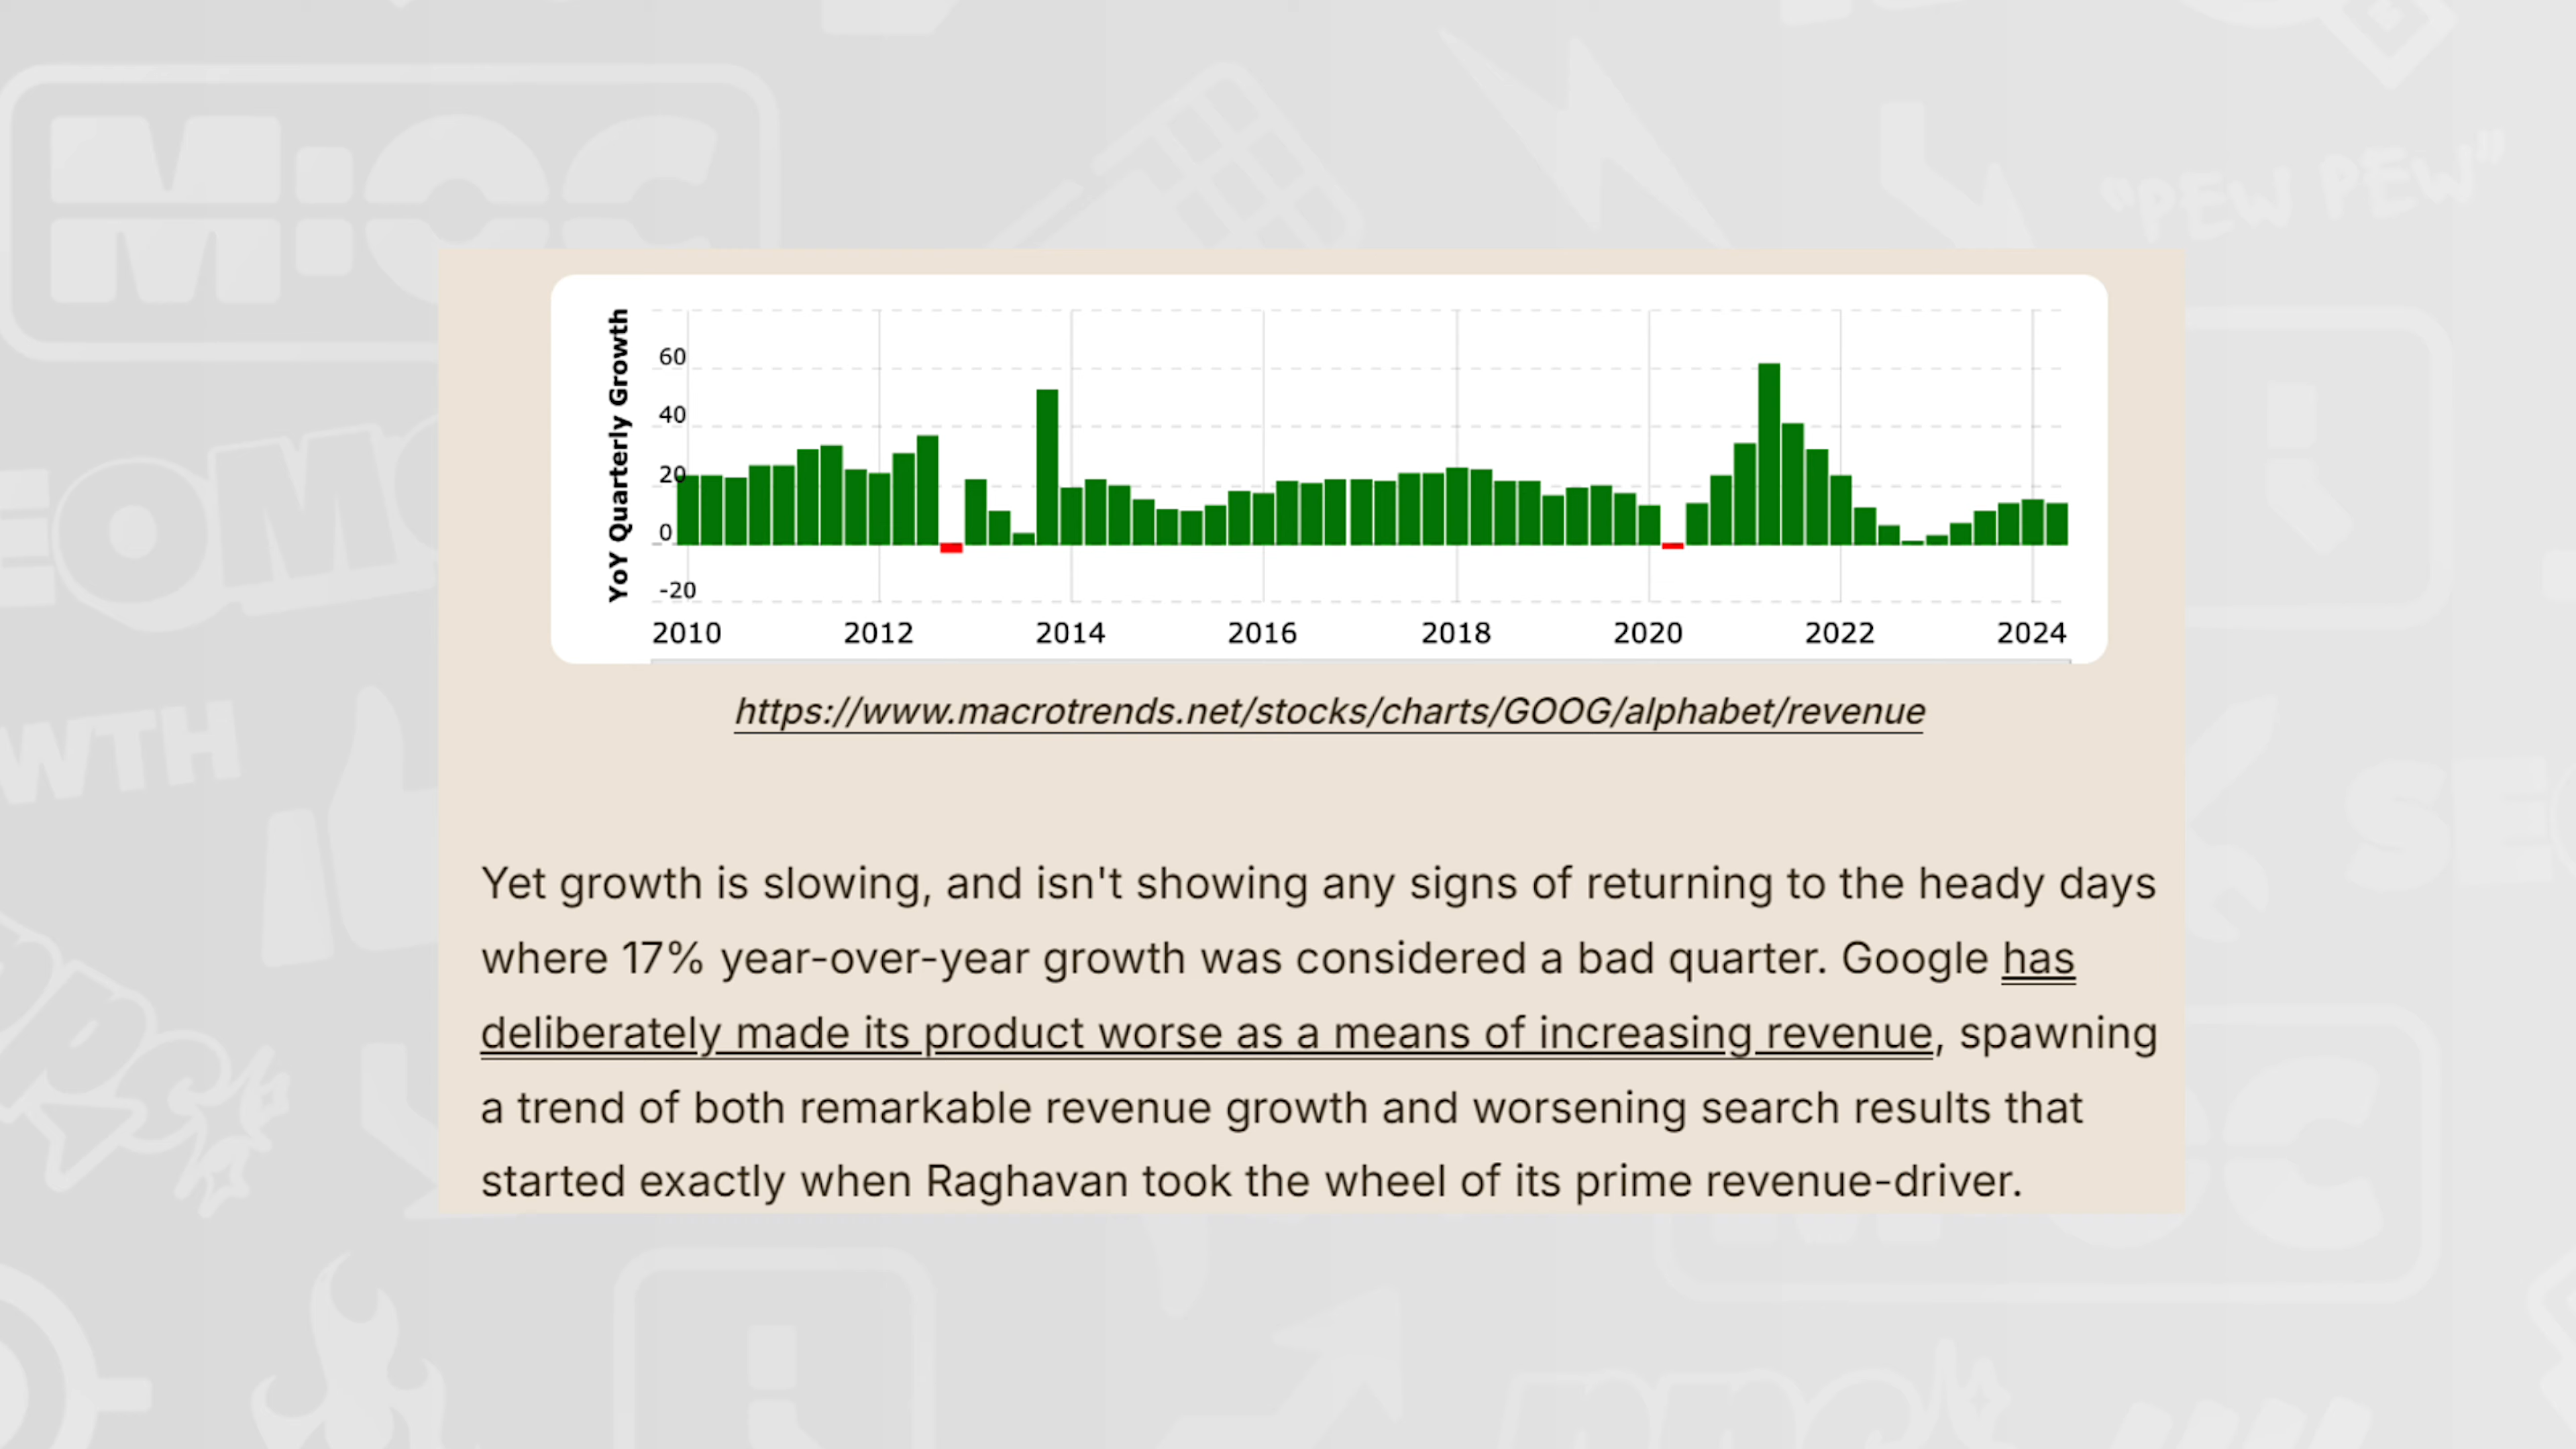 M:OC
"PEW PEW"
YoY Quarterly Growth
60
40
20
0
-20
2010 2012 2014 2016 2018 2020 2022 2024
https://www.macrotrends.net/stocks/charts/GOOG/alphabet/revenue
WTH
Yet growth is slowing, and isn't showing any signs of returning to the heady days
where 17% year-over-year growth was considered a bad quarter. Google has
deliberately made its product worse as a means of increasing revenue, spawning
a trend of both remarkable revenue growth and worsening search results that
started exactly when Raghavan took the wheel of its prime revenue-driver.